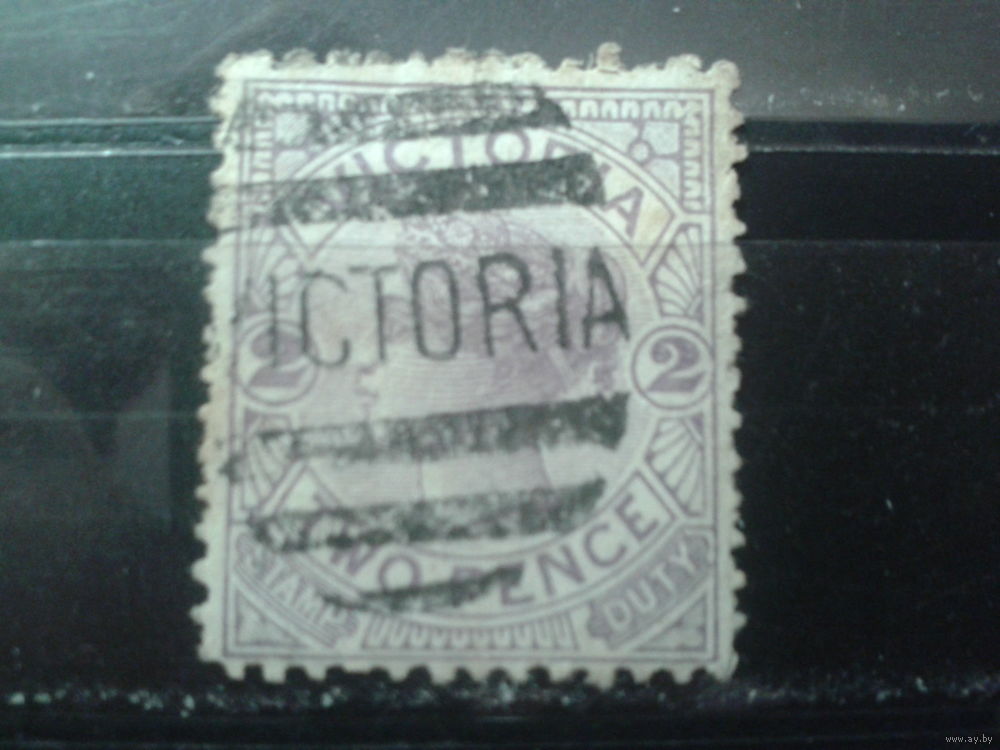 VICTORIA
ICTORIA
2 2
TWO PENCE
STAMP DUTY
www.ay.by